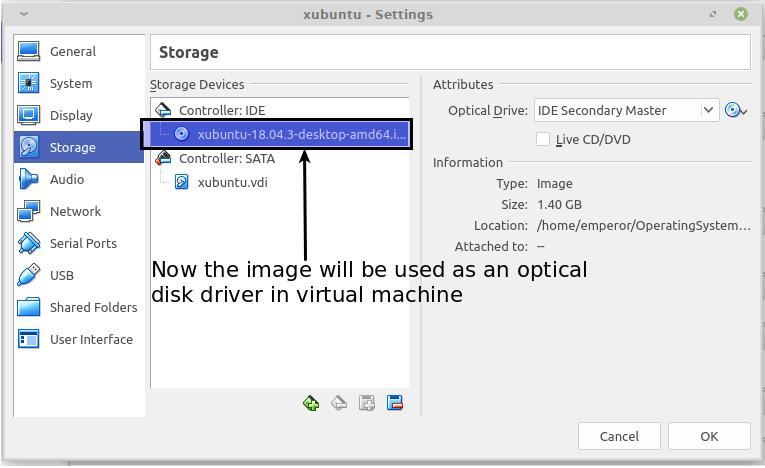 xubuntu - Settings
General
System
Display
Storage
Audio
Network
Serial Ports
USB
Shared Folders
User Interface
Storage
Storage Devices
Controller: IDE
xubuntu-18.04.3-desktop-amd64.i...
Controller: SATA
xubuntu.vdi
Now the image will be used as an optical
disk driver in virtual machine
Attributes
Optical Drive: IDE Secondary Master
Live CD/DVD
Information
Type: Image
Size: 1.40 GB
Location: /home/emperor/OperatingSystem...
Attached to: --
Cancel
OK